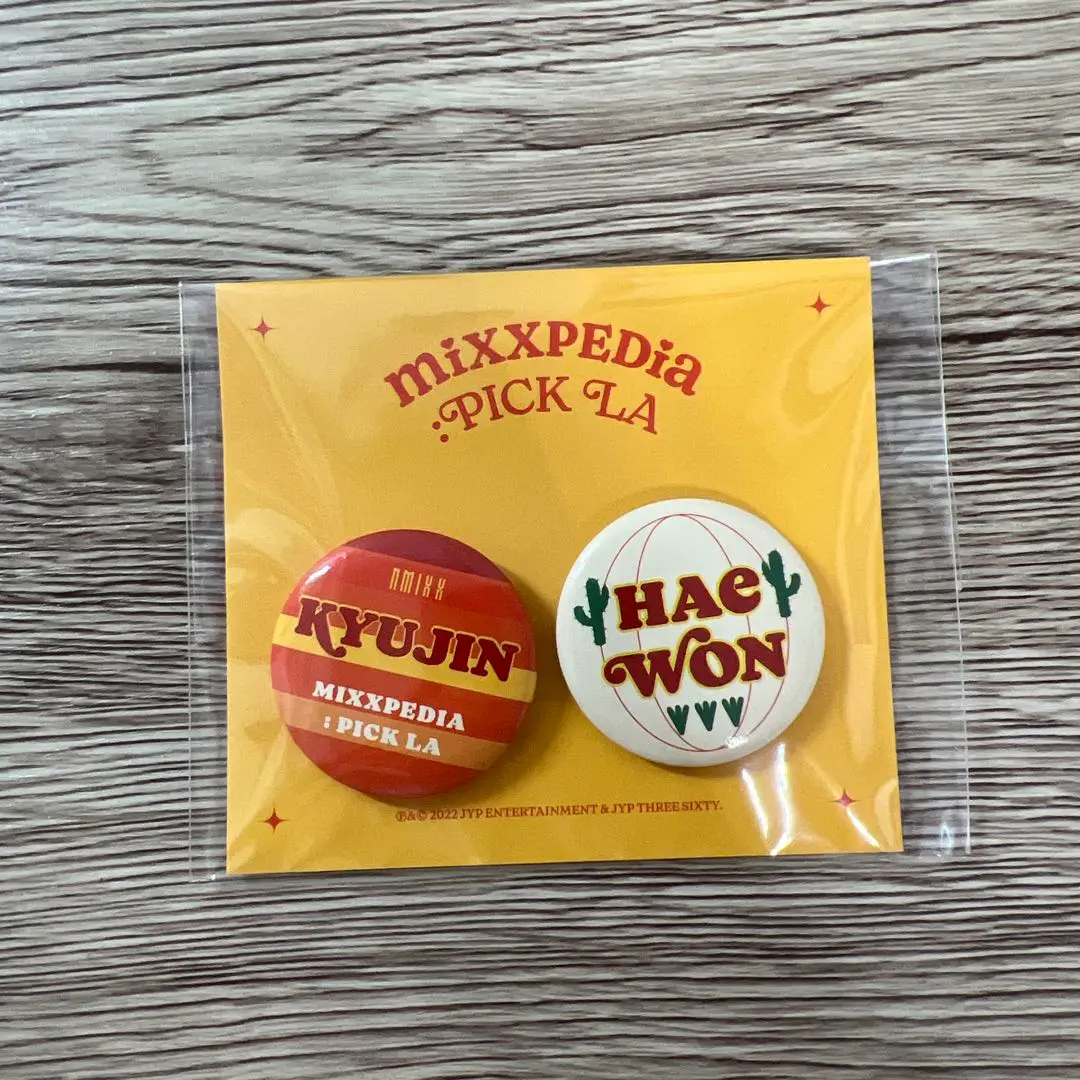 miXXPEDia
:PICK LA
NMIXX
KYUJIN
MIXXPEDIA
: PICK LA
HAe
WON
℗&© 2022 JYP ENTERTAINMENT & JYP THREE SIXTY.